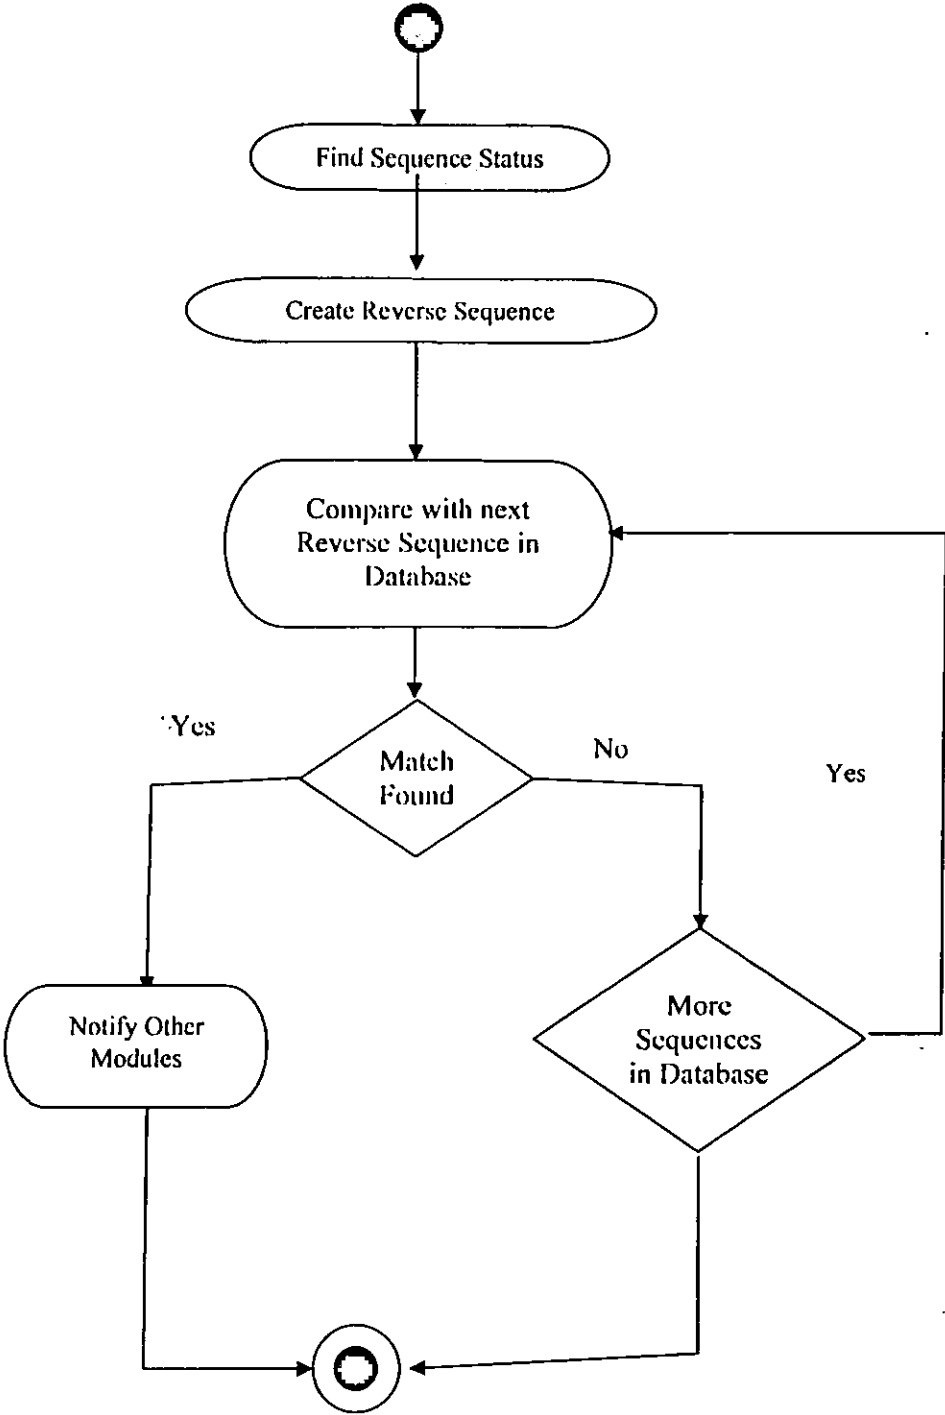 Find Sequence Status
Create Reverse Sequence
Compare with next
Reverse Sequence in
Database
Yes
No
Yes
Match
Found
More
Sequences
in Database
Notify Other
Modules